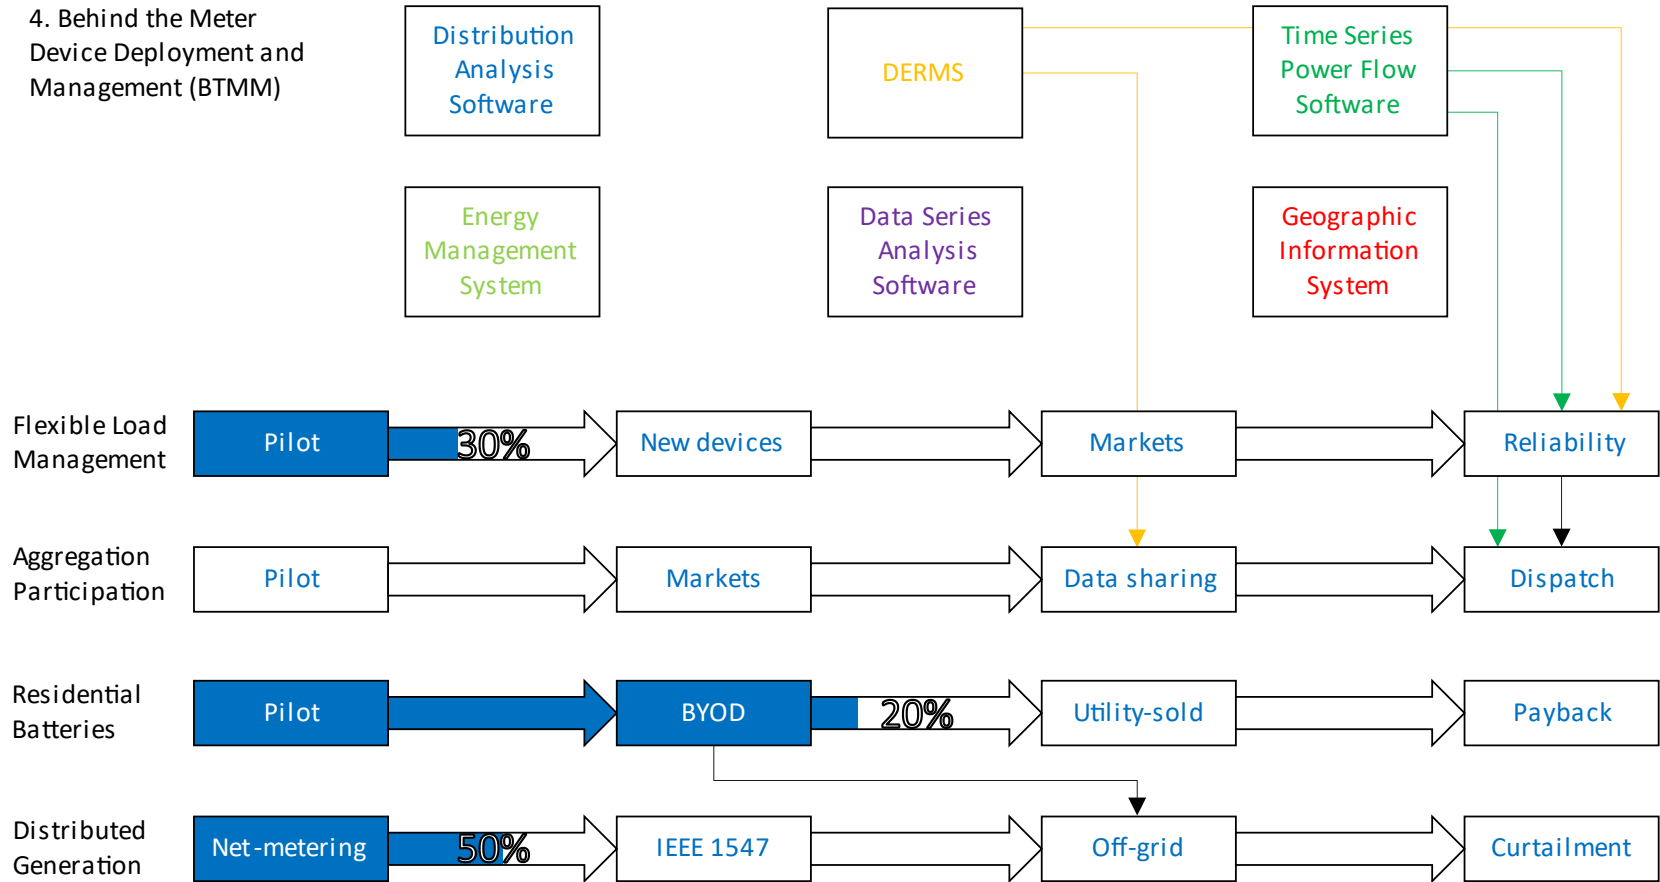 4. Behind the Meter
Device Deployment and
Management (BTMM)
Distribution
Analysis
Software
DERMS
Time Series
Power Flow
Software
Energy
Management
System
Data Series
Analysis
Software
Geographic
Information
System
Flexible Load
Management
Pilot
30%
New devices
Markets
Reliability
Aggregation
Participation
Pilot
Markets
Data sharing
Dispatch
Residential
Batteries
Pilot
BYOD
20%
Utility-sold
Payback
Distributed
Generation
Net-metering
50%
IEEE 1547
Off-grid
Curtailment